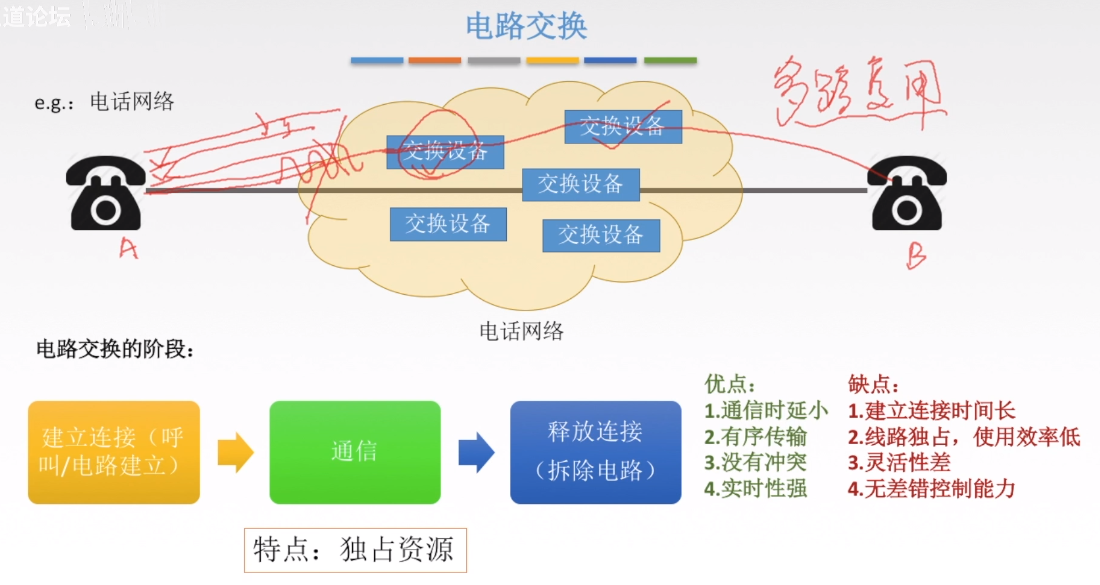 道论坛
电路交换
e.g.：电话网络
多路复用
交换设备
交换设备
交换设备
交换设备
交换设备
A
B
电话网络
电路交换的阶段：
建立连接（呼
叫/电路建立）
通信
释放连接
（拆除电路）
优点：
1.通信时延小
2.有序传输
3.没有冲突
4.实时性强
缺点：
1.建立连接时间长
2.线路独占，使用效率低
3.灵活性差
4.无差错控制能力
特点：独占资源